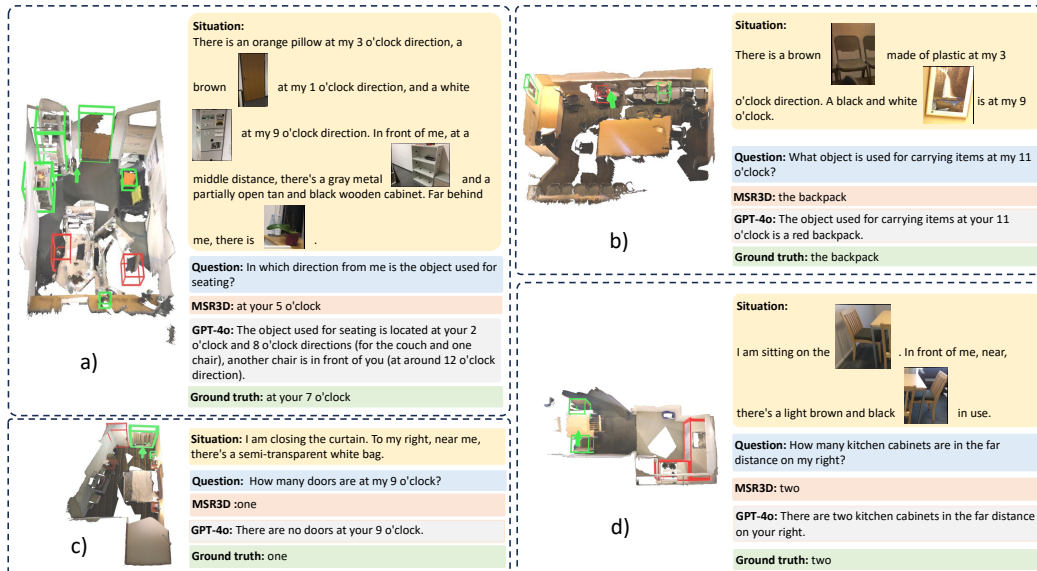 Situation:
There is an orange pillow at my 3 o'clock direction, a
brown at my 1 o'clock direction, and a white
at my 9 o'clock direction. In front of me, at a
middle distance, there's a gray metal and a
partially open tan and black wooden cabinet. Far behind
me, there is .
Question: In which direction from me is the object used for
seating?
MSR3D: at your 5 o'clock
GPT-4o: The object used for seating is located at your 2
o'clock and 8 o'clock directions (for the couch and one
chair), another chair is in front of you (at around 12 o'clock
direction).
Ground truth: at your 7 o'clock
a)
Situation:
There is a brown made of plastic at my 3
o'clock direction. A black and white is at my 9
o'clock.
Question: What object is used for carrying items at my 11
o'clock?
MSR3D: the backpack
GPT-4o: The object used for carrying items at your 11
o'clock is a red backpack.
Ground truth: the backpack
b)
Situation: I am closing the curtain. To my right, near me,
there's a semi-transparent white bag.
Question: How many doors are at my 9 o'clock?
MSR3D :one
GPT-4o: There are no doors at your 9 o'clock.
Ground truth: one
c)
Situation:
I am sitting on the . In front of me, near,
there's a light brown and black in use.
Question: How many kitchen cabinets are in the far
distance on my right?
MSR3D: two
GPT-4o: There are two kitchen cabinets in the far distance
on your right.
Ground truth: two
d)